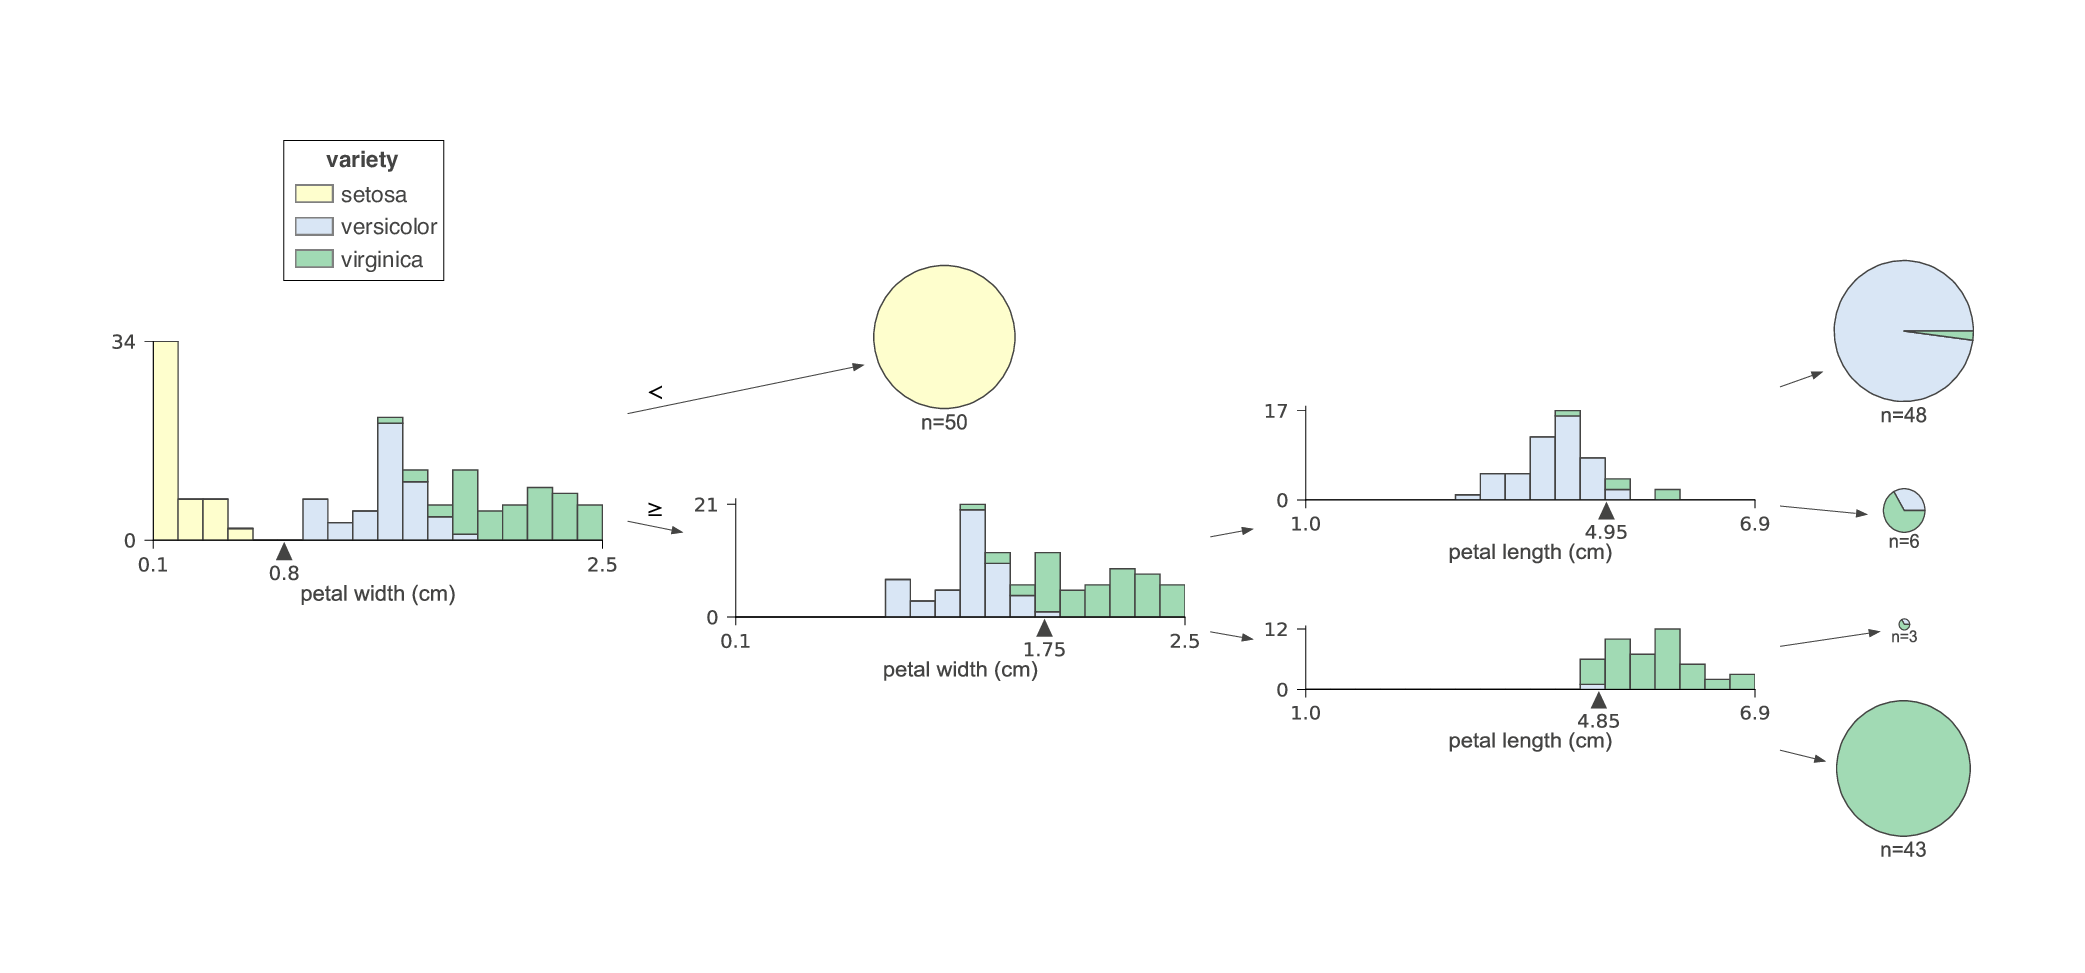 variety
setosa
versicolor
virginica
34
0
0.1
0.8
2.5
petal width (cm)
<
≥
n=50
21
0
0.1
1.75
2.5
petal width (cm)
17
0
1.0
4.95
6.9
petal length (cm)
12
0
1.0
4.85
6.9
petal length (cm)
n=48
n=6
n=3
n=43